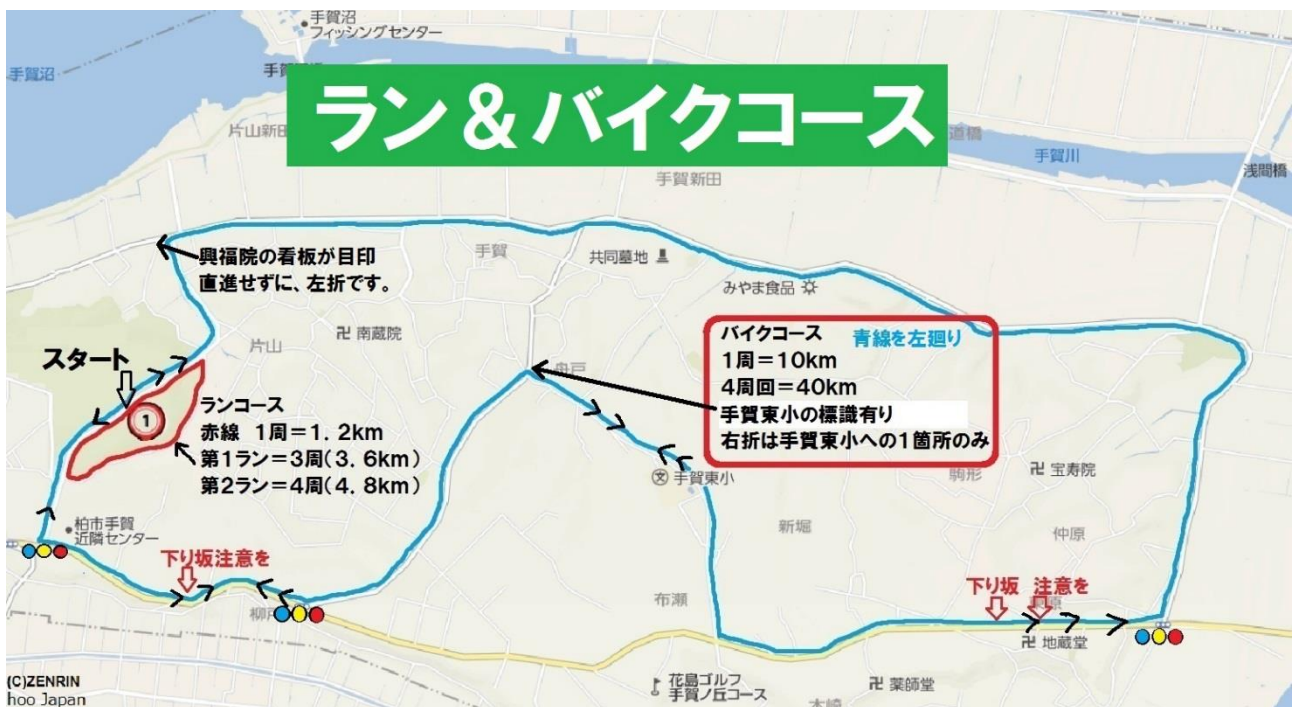 手賀沼
フィッシングセンター
手賀沼
ラン＆バイクコース
片山新田
道橋
手賀川
浅間橋
手賀新田
興福院の看板が目印
直進せずに、左折です。
手賀
共同墓地
みやま食品
スタート
片山
南蔵院
舟戸
バイクコース 青線を左廻り
1周=10km
4周回=40km
手賀東小の標識有り
右折は手賀東小への1箇所のみ
1
ランコース
赤線 1周=1.2km
第1ラン=3周(3.6km)
第2ラン=4周(4.8km)
文 手賀東小
駒形
宝寿院
新堀
仲原
柏市手賀
近隣センター
下り坂注意を
布瀬
下り坂 注意を
地蔵堂
花島ゴルフ
手賀ノ丘コース
薬師堂
(C)ZENRIN
hoo Japan